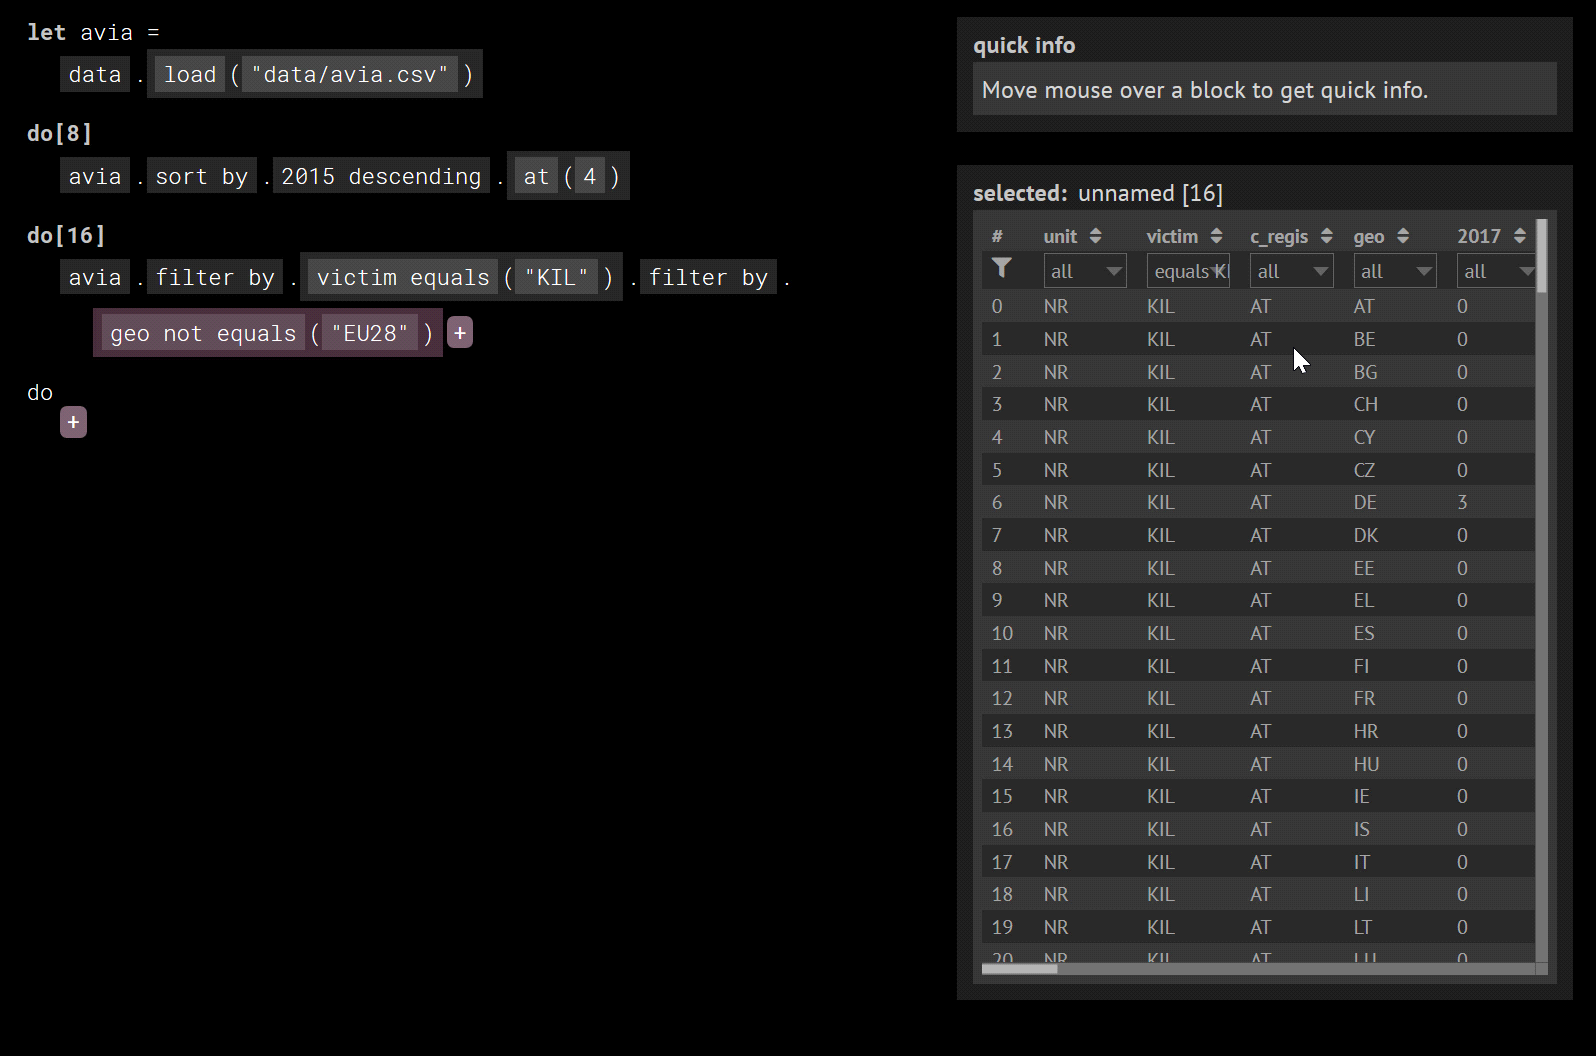 let avia =
data . load ( "data/avia.csv" )
do[8]
avia . sort by . 2015 descending . at ( 4 )
do[16]
avia . filter by . victim equals ( "KIL" ) . filter by .
geo not equals ( "EU28" ) +
do
+
quick info
Move mouse over a block to get quick info.
selected: unnamed [16]
# unit victim c_regis geo 2017
all equals KI all all all
0 NR KIL AT AT 0
1 NR KIL AT BE 0
2 NR KIL AT BG 0
3 NR KIL AT CH 0
4 NR KIL AT CY 0
5 NR KIL AT CZ 0
6 NR KIL AT DE 3
7 NR KIL AT DK 0
8 NR KIL AT EE 0
9 NR KIL AT EL 0
10 NR KIL AT ES 0
11 NR KIL AT FI 0
12 NR KIL AT FR 0
13 NR KIL AT HR 0
14 NR KIL AT HU 0
15 NR KIL AT IE 0
16 NR KIL AT IS 0
17 NR KIL AT IT 0
18 NR KIL AT LI 0
19 NR KIL AT LT 0
20 NR KIL AT LU 0